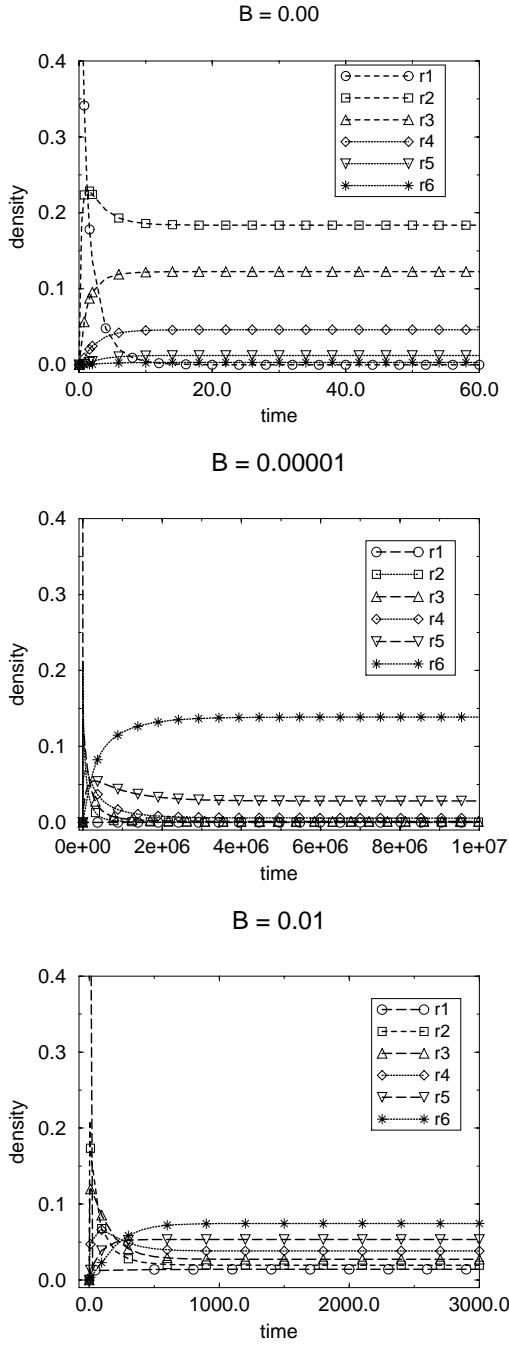 B = 0.00
0.4
0.3
0.2
0.1
0.0
density
r1
r2
r3
r4
r5
r6
0.0
20.0
40.0
60.0
time
B = 0.00001
0.4
0.3
0.2
0.1
0.0
density
r1
r2
r3
r4
r5
r6
0e+00
2e+06
4e+06
6e+06
8e+06
1e+07
time
B = 0.01
0.4
0.3
0.2
0.1
0.0
density
r1
r2
r3
r4
r5
r6
0.0
1000.0
2000.0
3000.0
time